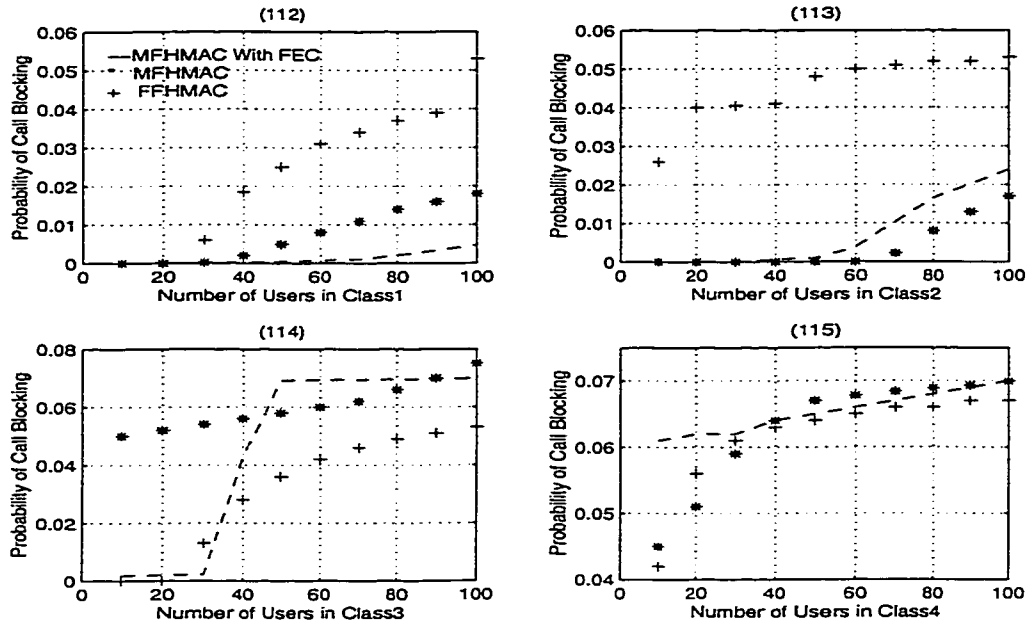 (112)
Probability of Call Blocking
0.06
0.05
0.04
0.03
0.02
0.01
0
MFHMAC With FEC
MFHMAC
FFHMAC
0 20 40 60 80 100
Number of Users in Class1
(113)
Probability of Call Blocking
0.06
0.05
0.04
0.03
0.02
0.01
0
0 20 40 60 80 100
Number of Users in Class2
(114)
Probability of Call Blocking
0.08
0.06
0.04
0.02
0
0 20 40 60 80 100
Number of Users in Class3
(115)
Probability of Call Blocking
0.07
0.06
0.05
0.04
0 20 40 60 80 100
Number of Users in Class4